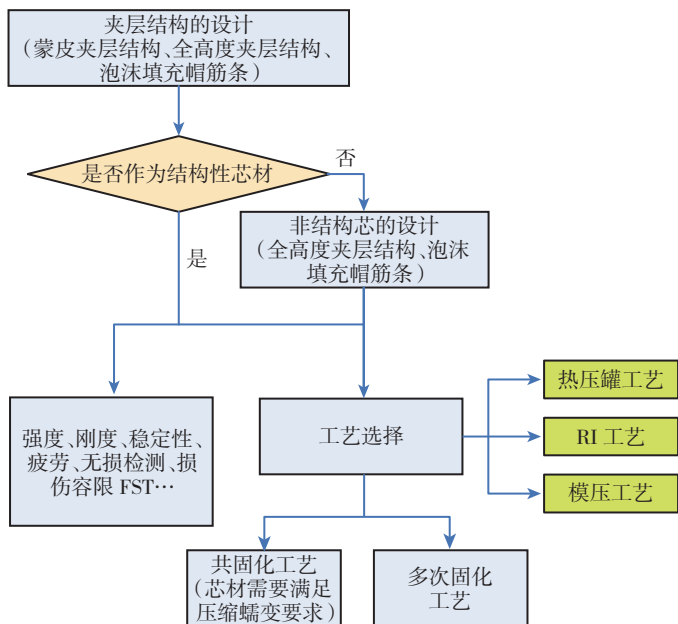 夹层结构的设计
（蒙皮夹层结构、全高度夹层结构、
泡沫填充帽筋条）
是否作为结构性芯材
否
是
非结构芯的设计
（全高度夹层结构、泡沫
填充帽筋条）
强度、刚度、稳定性、
疲劳、无损检测、损
伤容限 FST…
工艺选择
热压罐工艺
RI 工艺
模压工艺
共固化工艺
（芯材需要满足
压缩蠕变要求）
多次固化
工艺